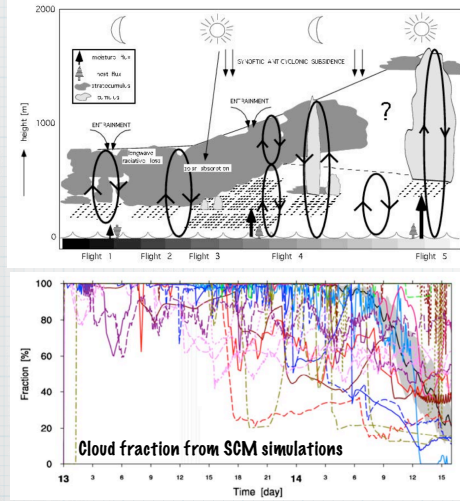 2000
moisture flux
heat flux
stratocumulus
cumulus
SYNOPTIC ANTICYCLONIC SUBSIDENCE
height [m]
1000
ENTRAINMENT
ENTRAINMENT
?
longwave
radiative loss
solar absorption
0
0
Flight 1 Flight 2 Flight 3 Flight 4 Flight 5
Fraction [%]
100
80
60
40
20
0
Cloud fraction from SCM simulations
13 3 6 9 12 15 18 21 14 3 6 9 12 15
Time [day]